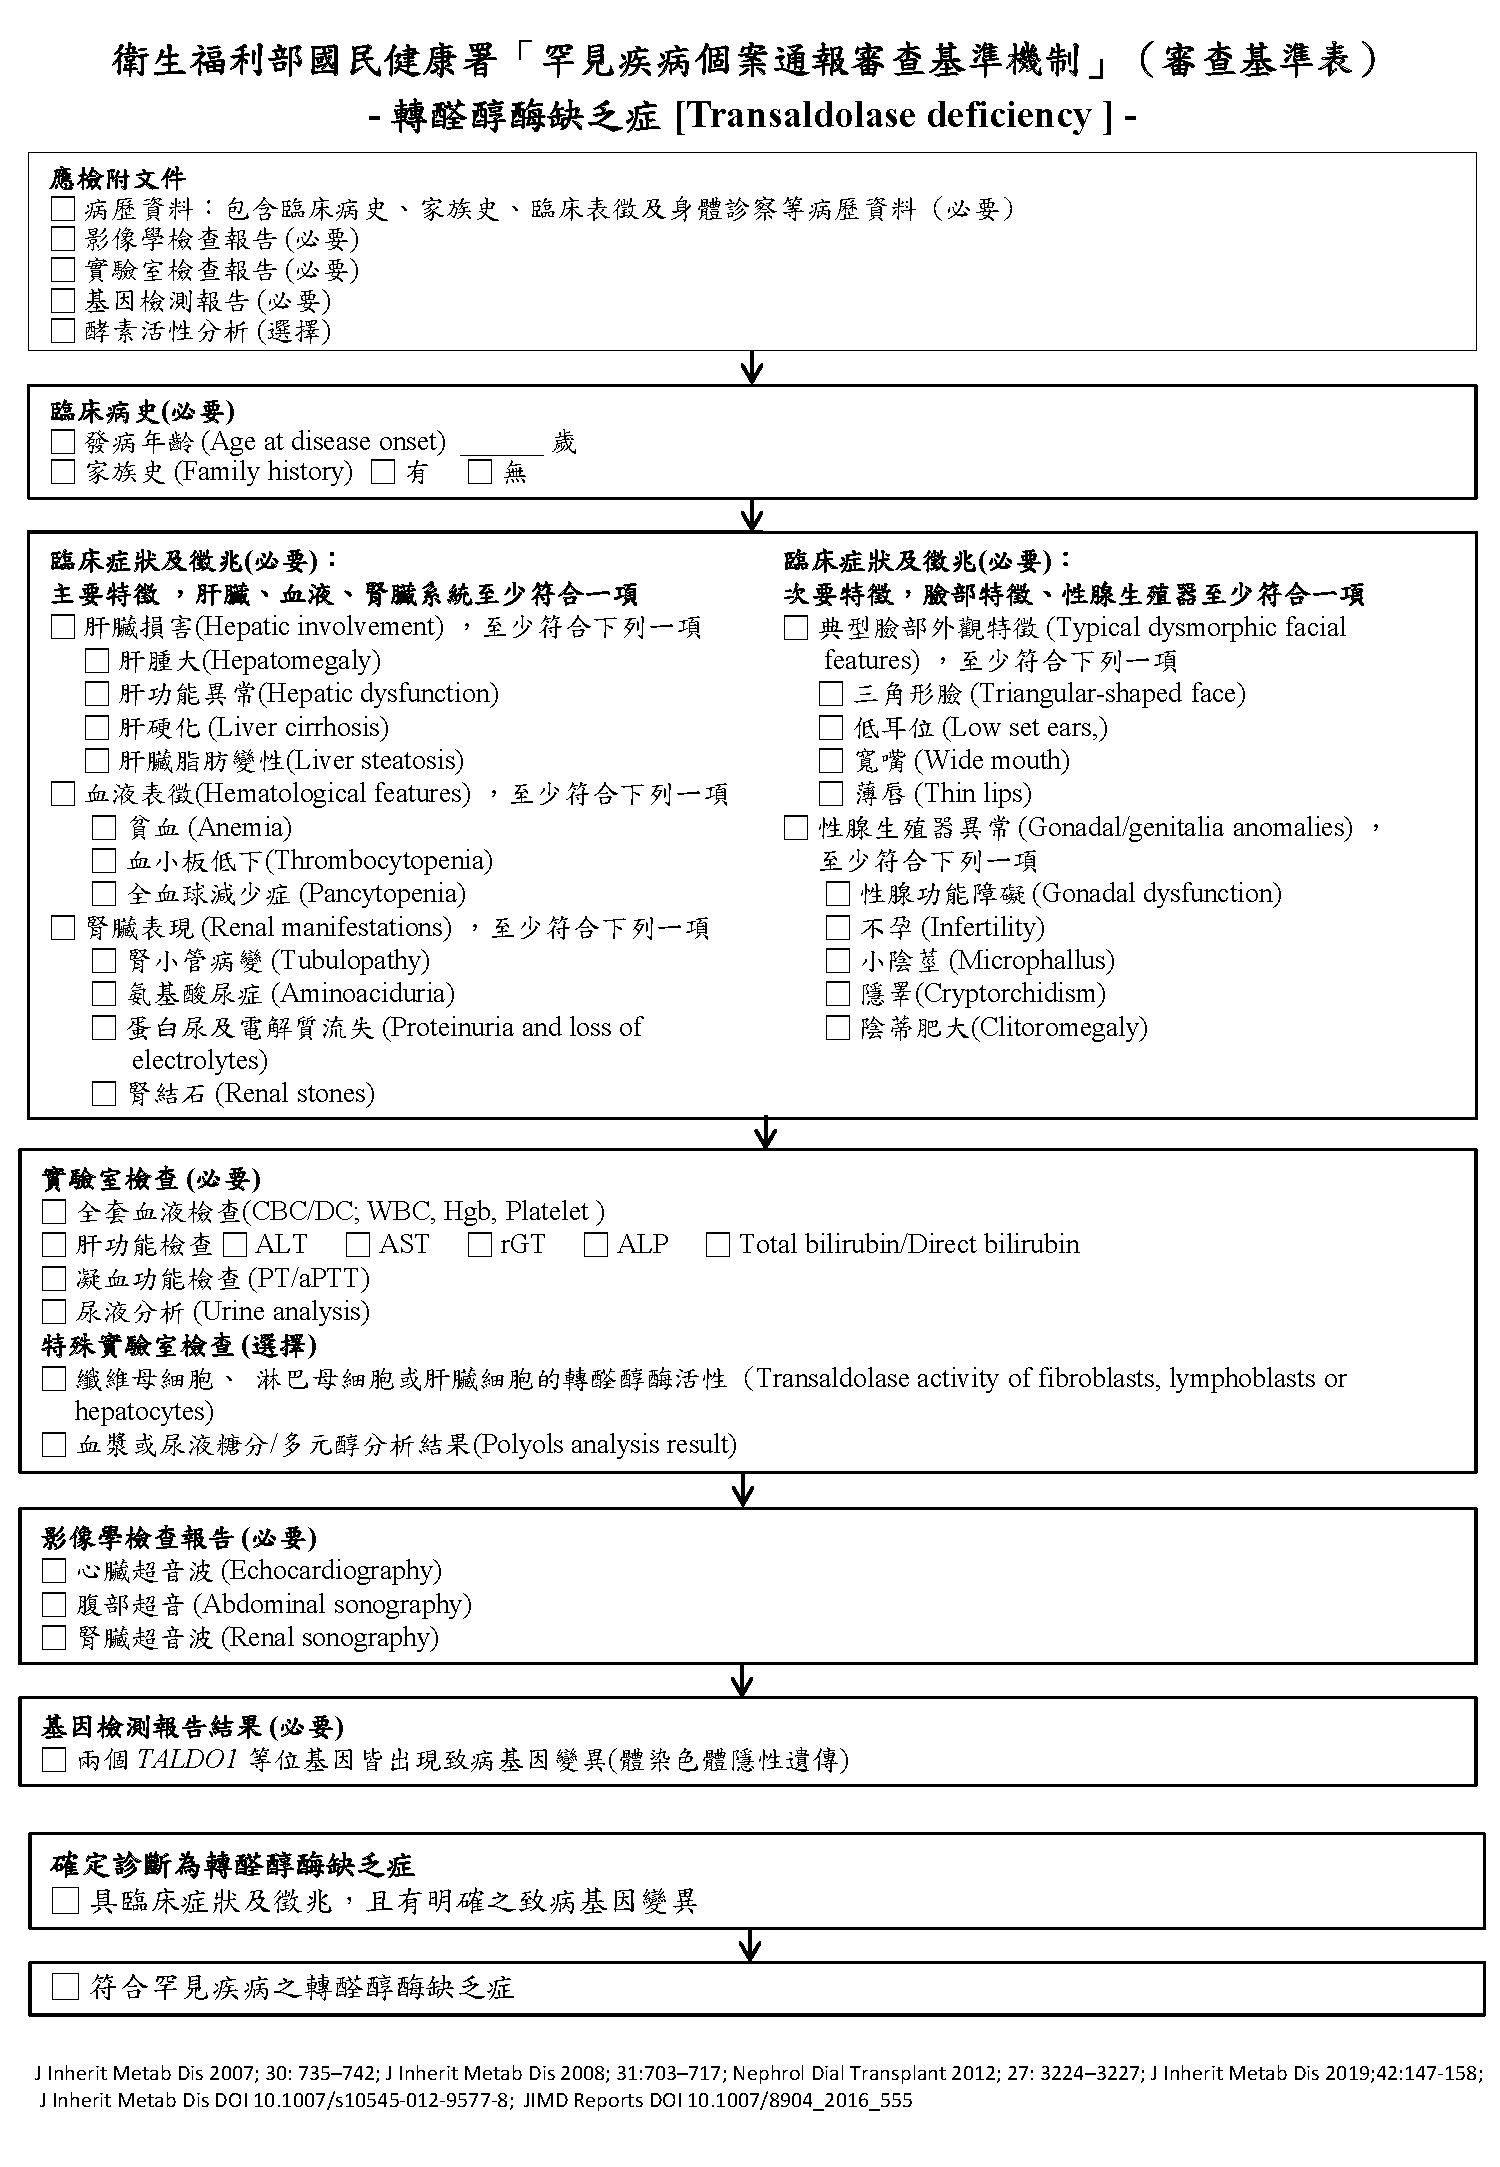 衛生福利部國民健康署「罕見疾病個案通報審查基準機制」（審查基準表）
- 轉醛醇酶缺乏症 [Transaldolase deficiency ] -
應檢附文件
□ 病歷資料：包含臨床病史、家族史、臨床表徵及身體診察等病歷資料（必要）
□ 影像學檢查報告 (必要)
□ 實驗室檢查報告 (必要)
□ 基因檢測報告 (必要)
□ 酵素活性分析 (選擇)
臨床病史(必要)
□ 發病年齡 (Age at disease onset) ______ 歲
□ 家族史 (Family history) □ 有 □ 無
臨床症狀及徵兆(必要)：
主要特徵 ，肝臟、血液、腎臟系統至少符合一項
□ 肝臟損害(Hepatic involvement) ，至少符合下列一項
□ 肝腫大(Hepatomegaly)
□ 肝功能異常(Hepatic dysfunction)
□ 肝硬化 (Liver cirrhosis)
□ 肝臟脂肪變性(Liver steatosis)
□ 血液表徵(Hematological features) ，至少符合下列一項
□ 貧血 (Anemia)
□ 血小板低下(Thrombocytopenia)
□ 全血球減少症 (Pancytopenia)
□ 腎臟表現 (Renal manifestations) ，至少符合下列一項
□ 腎小管病變 (Tubulopathy)
□ 氨基酸尿症 (Aminoaciduria)
□ 蛋白尿及電解質流失 (Proteinuria and loss of
electrolytes)
□ 腎結石 (Renal stones)
臨床症狀及徵兆(必要)：
次要特徵，臉部特徵、性腺生殖器至少符合一項
□ 典型臉部外觀特徵 (Typical dysmorphic facial
features) ，至少符合下列一項
□ 三角形臉 (Triangular-shaped face)
□ 低耳位 (Low set ears,)
□ 寬嘴 (Wide mouth)
□ 薄唇 (Thin lips)
□ 性腺生殖器異常 (Gonadal/genitalia anomalies) ，
至少符合下列一項
□ 性腺功能障礙 (Gonadal dysfunction)
□ 不孕 (Infertility)
□ 小陰莖 (Microphallus)
□ 隱睪(Cryptorchidism)
□ 陰蒂肥大(Clitoromegaly)
實驗室檢查 (必要)
□ 全套血液檢查(CBC/DC; WBC, Hgb, Platelet )
□ 肝功能檢查 □ ALT □ AST □ rGT □ ALP □ Total bilirubin/Direct bilirubin
□ 凝血功能檢查 (PT/aPTT)
□ 尿液分析 (Urine analysis)
特殊實驗室檢查 (選擇)
□ 纖維母細胞、 淋巴母細胞或肝臟細胞的轉醛醇酶活性（Transaldolase activity of fibroblasts, lymphoblasts or
hepatocytes)
□ 血漿或尿液糖分/多元醇分析結果(Polyols analysis result)
影像學檢查報告 (必要)
□ 心臟超音波 (Echocardiography)
□ 腹部超音 (Abdominal sonography)
□ 腎臟超音波 (Renal sonography)
基因檢測報告結果 (必要)
□ 兩個 TALDO1 等位基因皆出現致病基因變異(體染色體隱性遺傳)
確定診斷為轉醛醇酶缺乏症
□ 具臨床症狀及徵兆，且有明確之致病基因變異
□ 符合罕見疾病之轉醛醇酶缺乏症
J Inherit Metab Dis 2007; 30: 735–742; J Inherit Metab Dis 2008; 31:703–717; Nephrol Dial Transplant 2012; 27: 3224–3227; J Inherit Metab Dis 2019;42:147-158;
J Inherit Metab Dis DOI 10.1007/s10545-012-9577-8; JIMD Reports DOI 10.1007/8904_2016_555